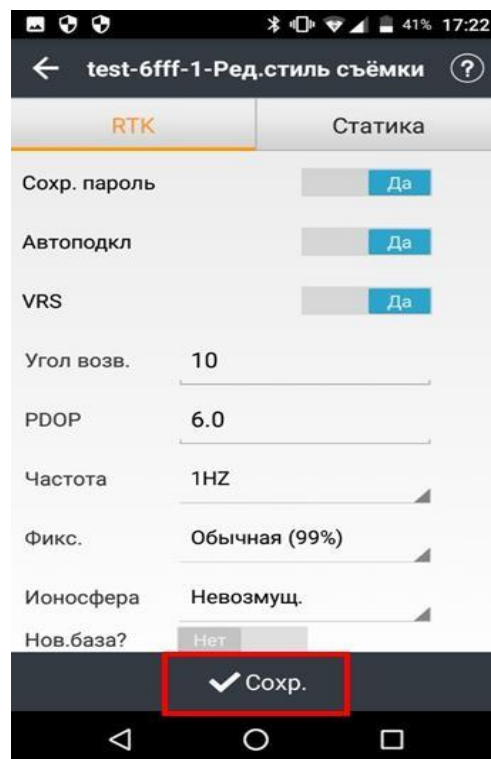 41% 17:22
test-6fff-1-Ред.стиль съёмки ?
RTK Статика
Сохр. пароль Да
Автоподкл Да
VRS Да
Угол возв. 10
PDOP 6.0
Частота 1HZ
Фикс. Обычная (99%)
Ионосфера Невозмущ.
Нов.база? Нет
Сохр.